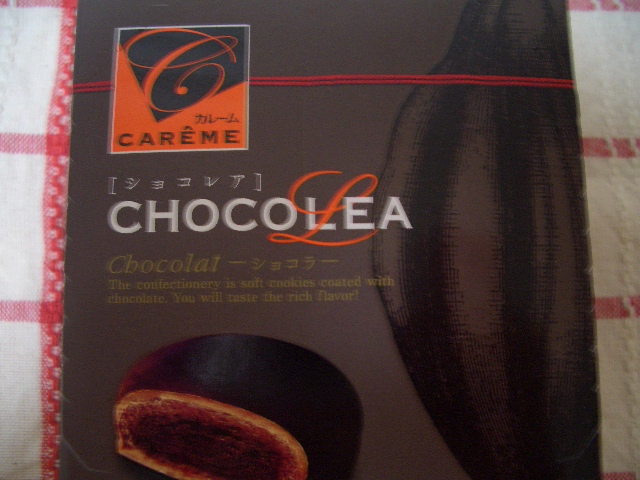 C
カレーム
CARÊME
[ショコレア]
CHOCOLEA
Chocolat ーショコラー
The confectionery is soft cookies coated with
chocolate. You will taste the rich flavor!